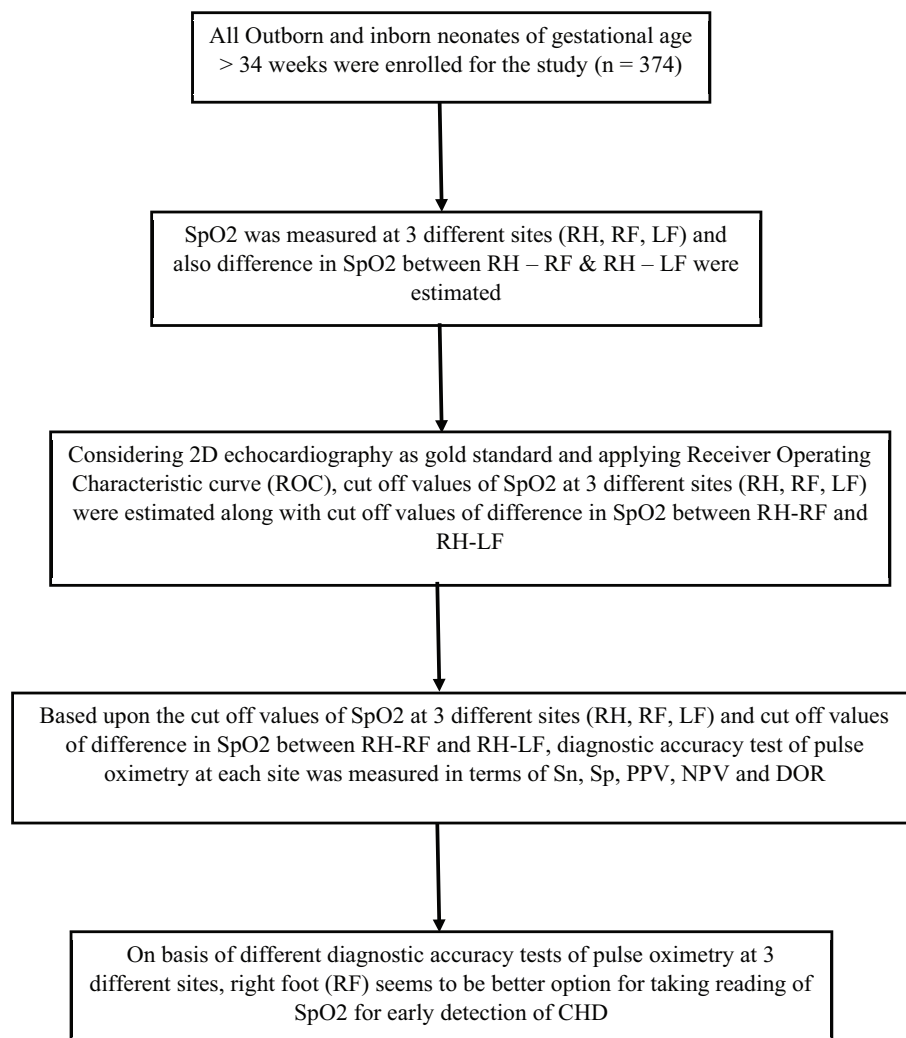 All Outborn and inborn neonates of gestational age
> 34 weeks were enrolled for the study (n = 374)
SpO2 was measured at 3 different sites (RH, RF, LF) and
also difference in SpO2 between RH – RF & RH – LF were
estimated
Considering 2D echocardiography as gold standard and applying Receiver Operating
Characteristic curve (ROC), cut off values of SpO2 at 3 different sites (RH, RF, LF)
were estimated along with cut off values of difference in SpO2 between RH-RF and
RH-LF
Based upon the cut off values of SpO2 at 3 different sites (RH, RF, LF) and cut off values
of difference in SpO2 between RH-RF and RH-LF, diagnostic accuracy test of pulse
oximetry at each site was measured in terms of Sn, Sp, PPV, NPV and DOR
On basis of different diagnostic accuracy tests of pulse oximetry at 3
different sites, right foot (RF) seems to be better option for taking reading of
SpO2 for early detection of CHD